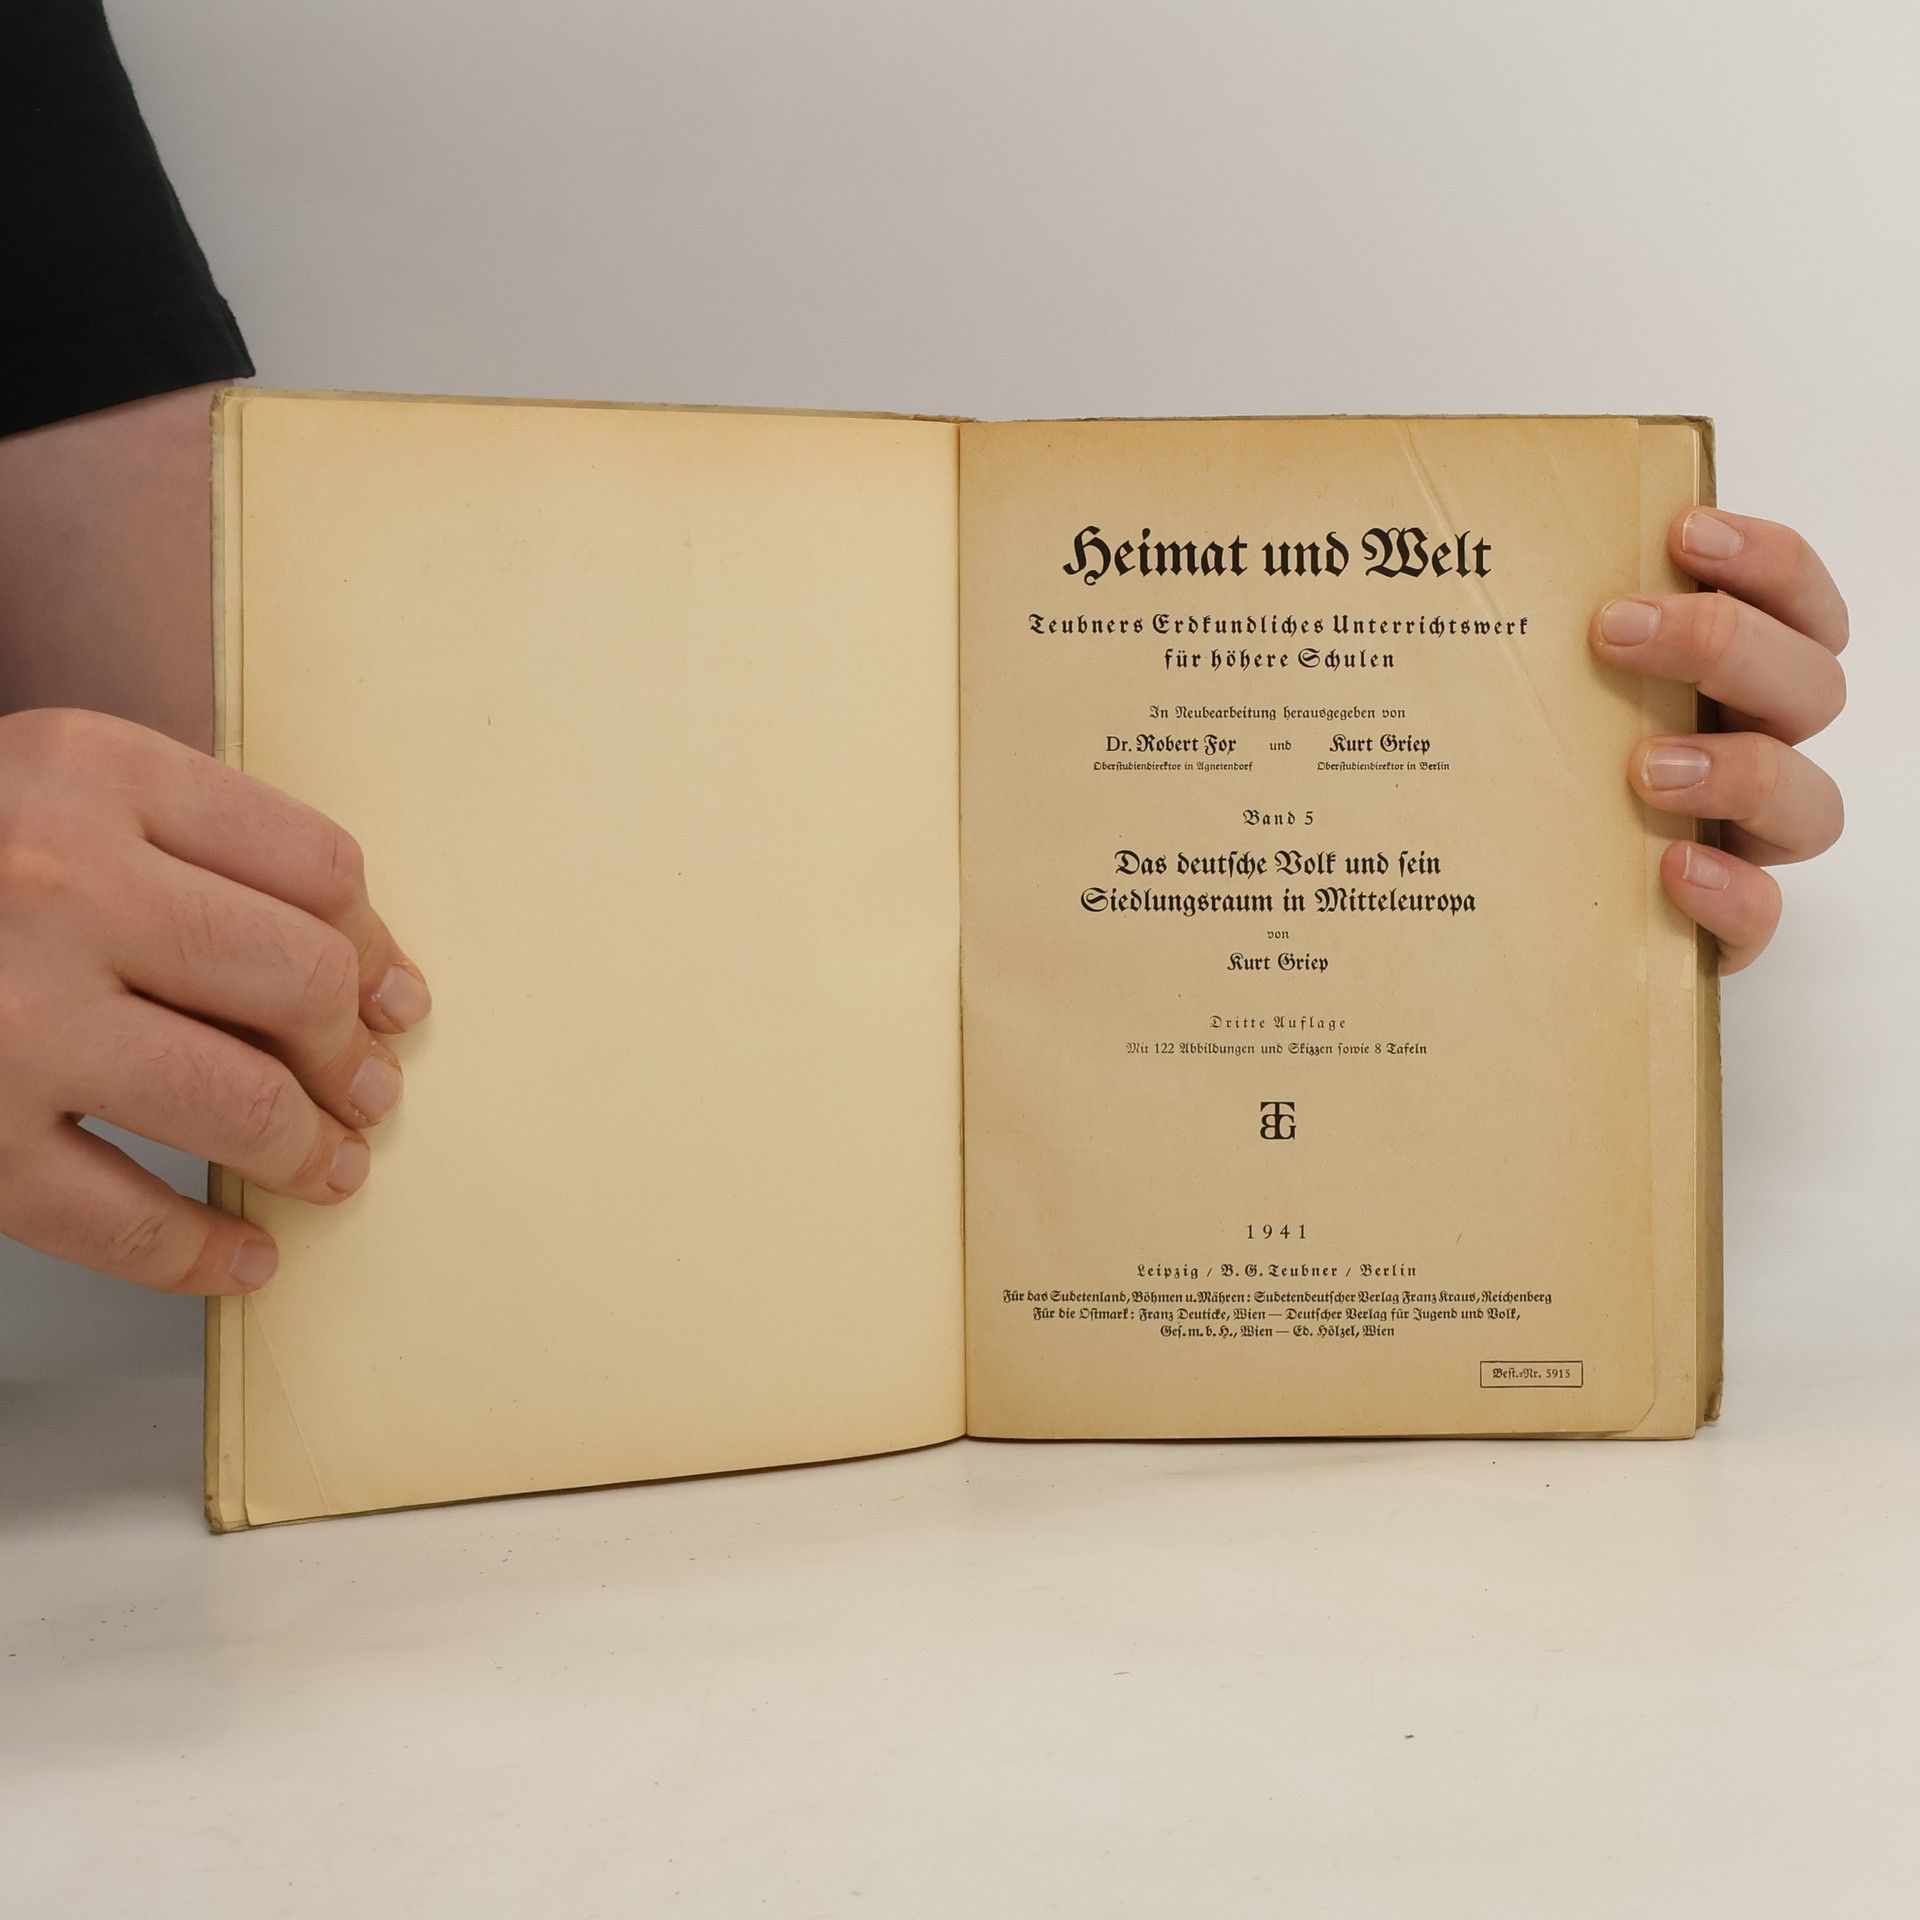 Heimat und Welt
Teubners Erdkundliches Unterrichtswerk
für höhere Schulen
In Neubearbeitung herausgegeben von
Dr. Robert Fox und Kurt Griep
Oberstudiendirektor in Agnetendorf Oberstudiendirektor in Berlin
Band 5
Das deutsche Volk und sein
Siedlungsraum in Mitteleuropa
von
Kurt Griep
Dritte Auflage
Mit 122 Abbildungen und Skizzen sowie 8 Tafeln
BTG
1941
Leipzig / B. G. Teubner / Berlin
Für das Sudetenland, Böhmen u. Mähren: Sudetendeutscher Verlag Franz Kraus, Reichenberg
Für die Ostmark: Franz Deuticke, Wien — Deutscher Verlag für Jugend und Volk,
Ges. m. b. H., Wien — Ed. Hölzel, Wien
Best.-Nr. 5915